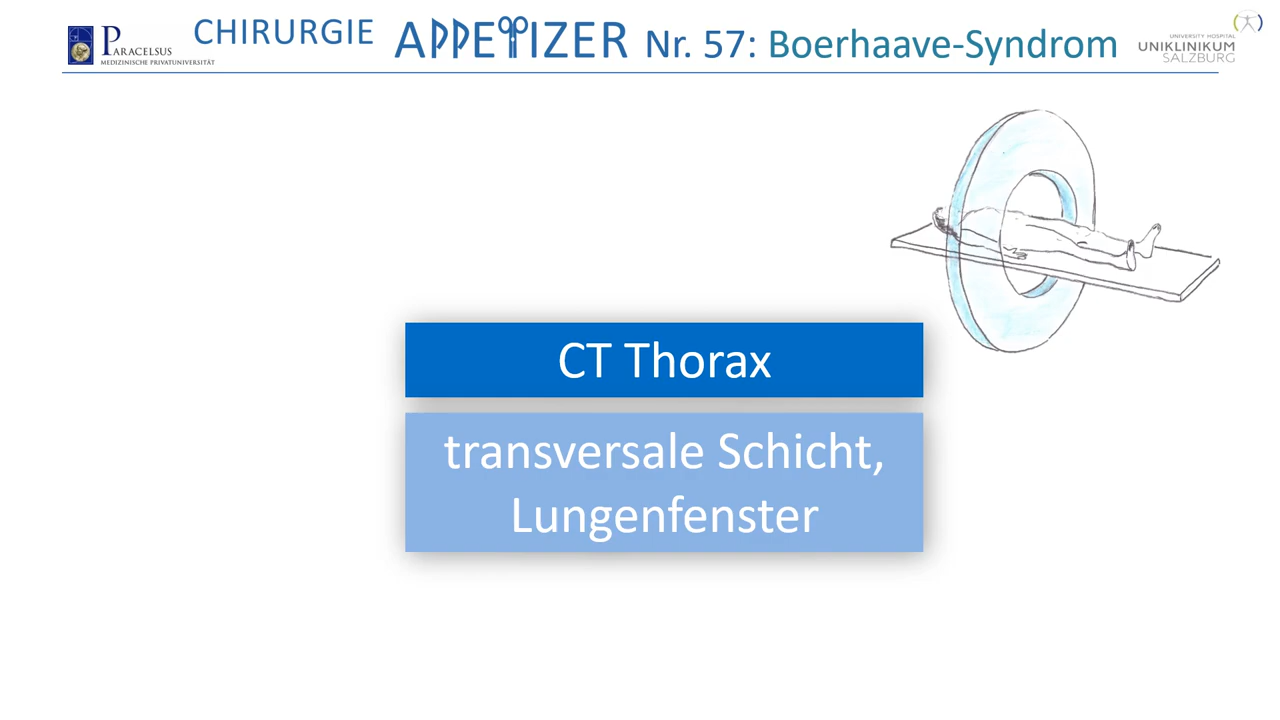 PARACELSUS
MEDIZINISCHE PRIVATUNIVERSITÄT
CHIRURGIE APPETIZER Nr. 57: Boerhaave-Syndrom
UNIVERSITY HOSPITAL
UNIKLINIKUM
SALZBURG
CT Thorax
transversale Schicht,
Lungenfenster